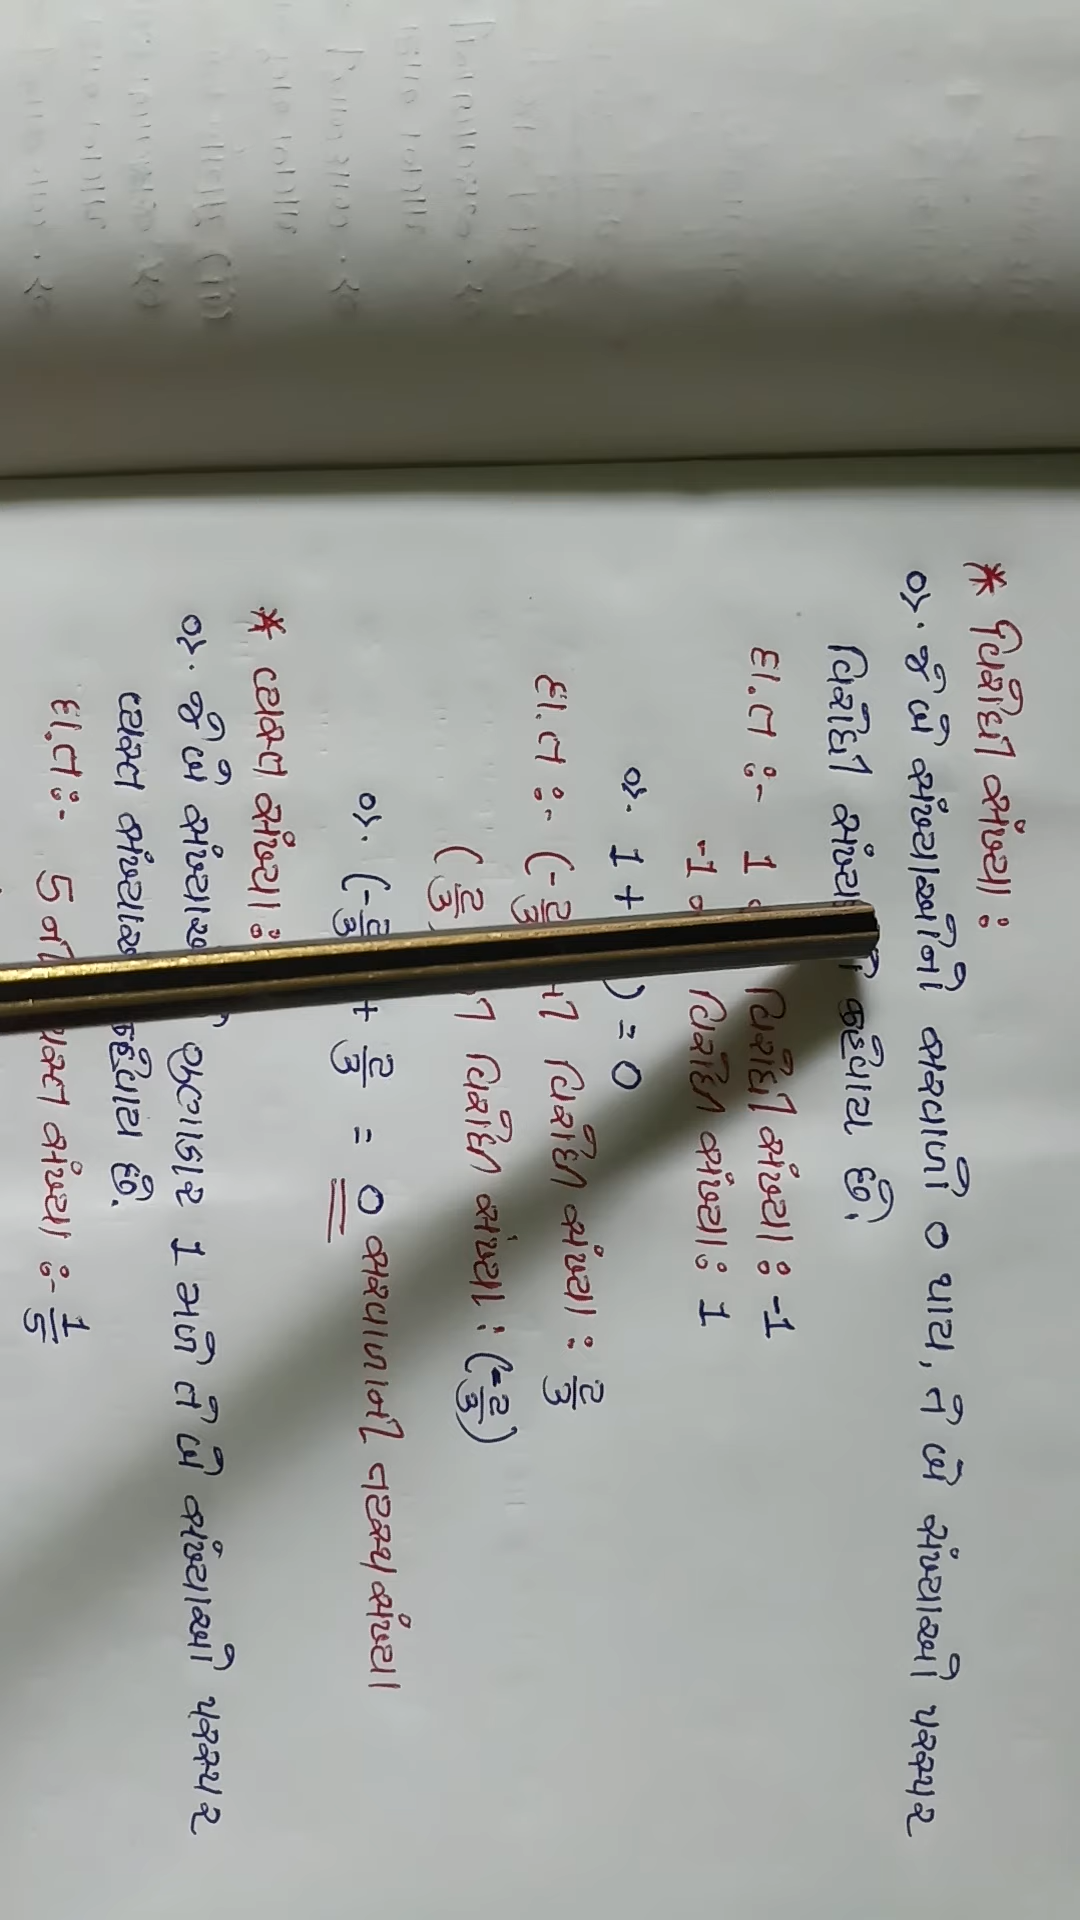 * વિરોધી સંખ્યા :
જ. જે બે સંખ્યાઓનો સરવાળો 0 થાય, તે બે સંખ્યાઓ પરસ્પર
વિરોધી કહેવાય છે.
દા.ત :- 1 વિરોધી સંખ્યા : -1
-1 વિરોધી સંખ્યા : 1
જ. 1 + ) = 0
દા.ત :- (-2/3 વિરોધી સંખ્યા : 2/3
(2/3 વિરોધી સંખ્યા : (-2/3)
જ. (-2/3 + 2/3 = 0 સરવાળાની તટસ્થ સંખ્યા
* વ્યસ્ત સંખ્યા :
જ. જે બે ગુણાકાર 1 મળે તે બે સંખ્યાઓ પરસ્પર
વ્યસ્ત કહેવાય છે.
દા.ત :- 5 સંખ્યા :- 1/5